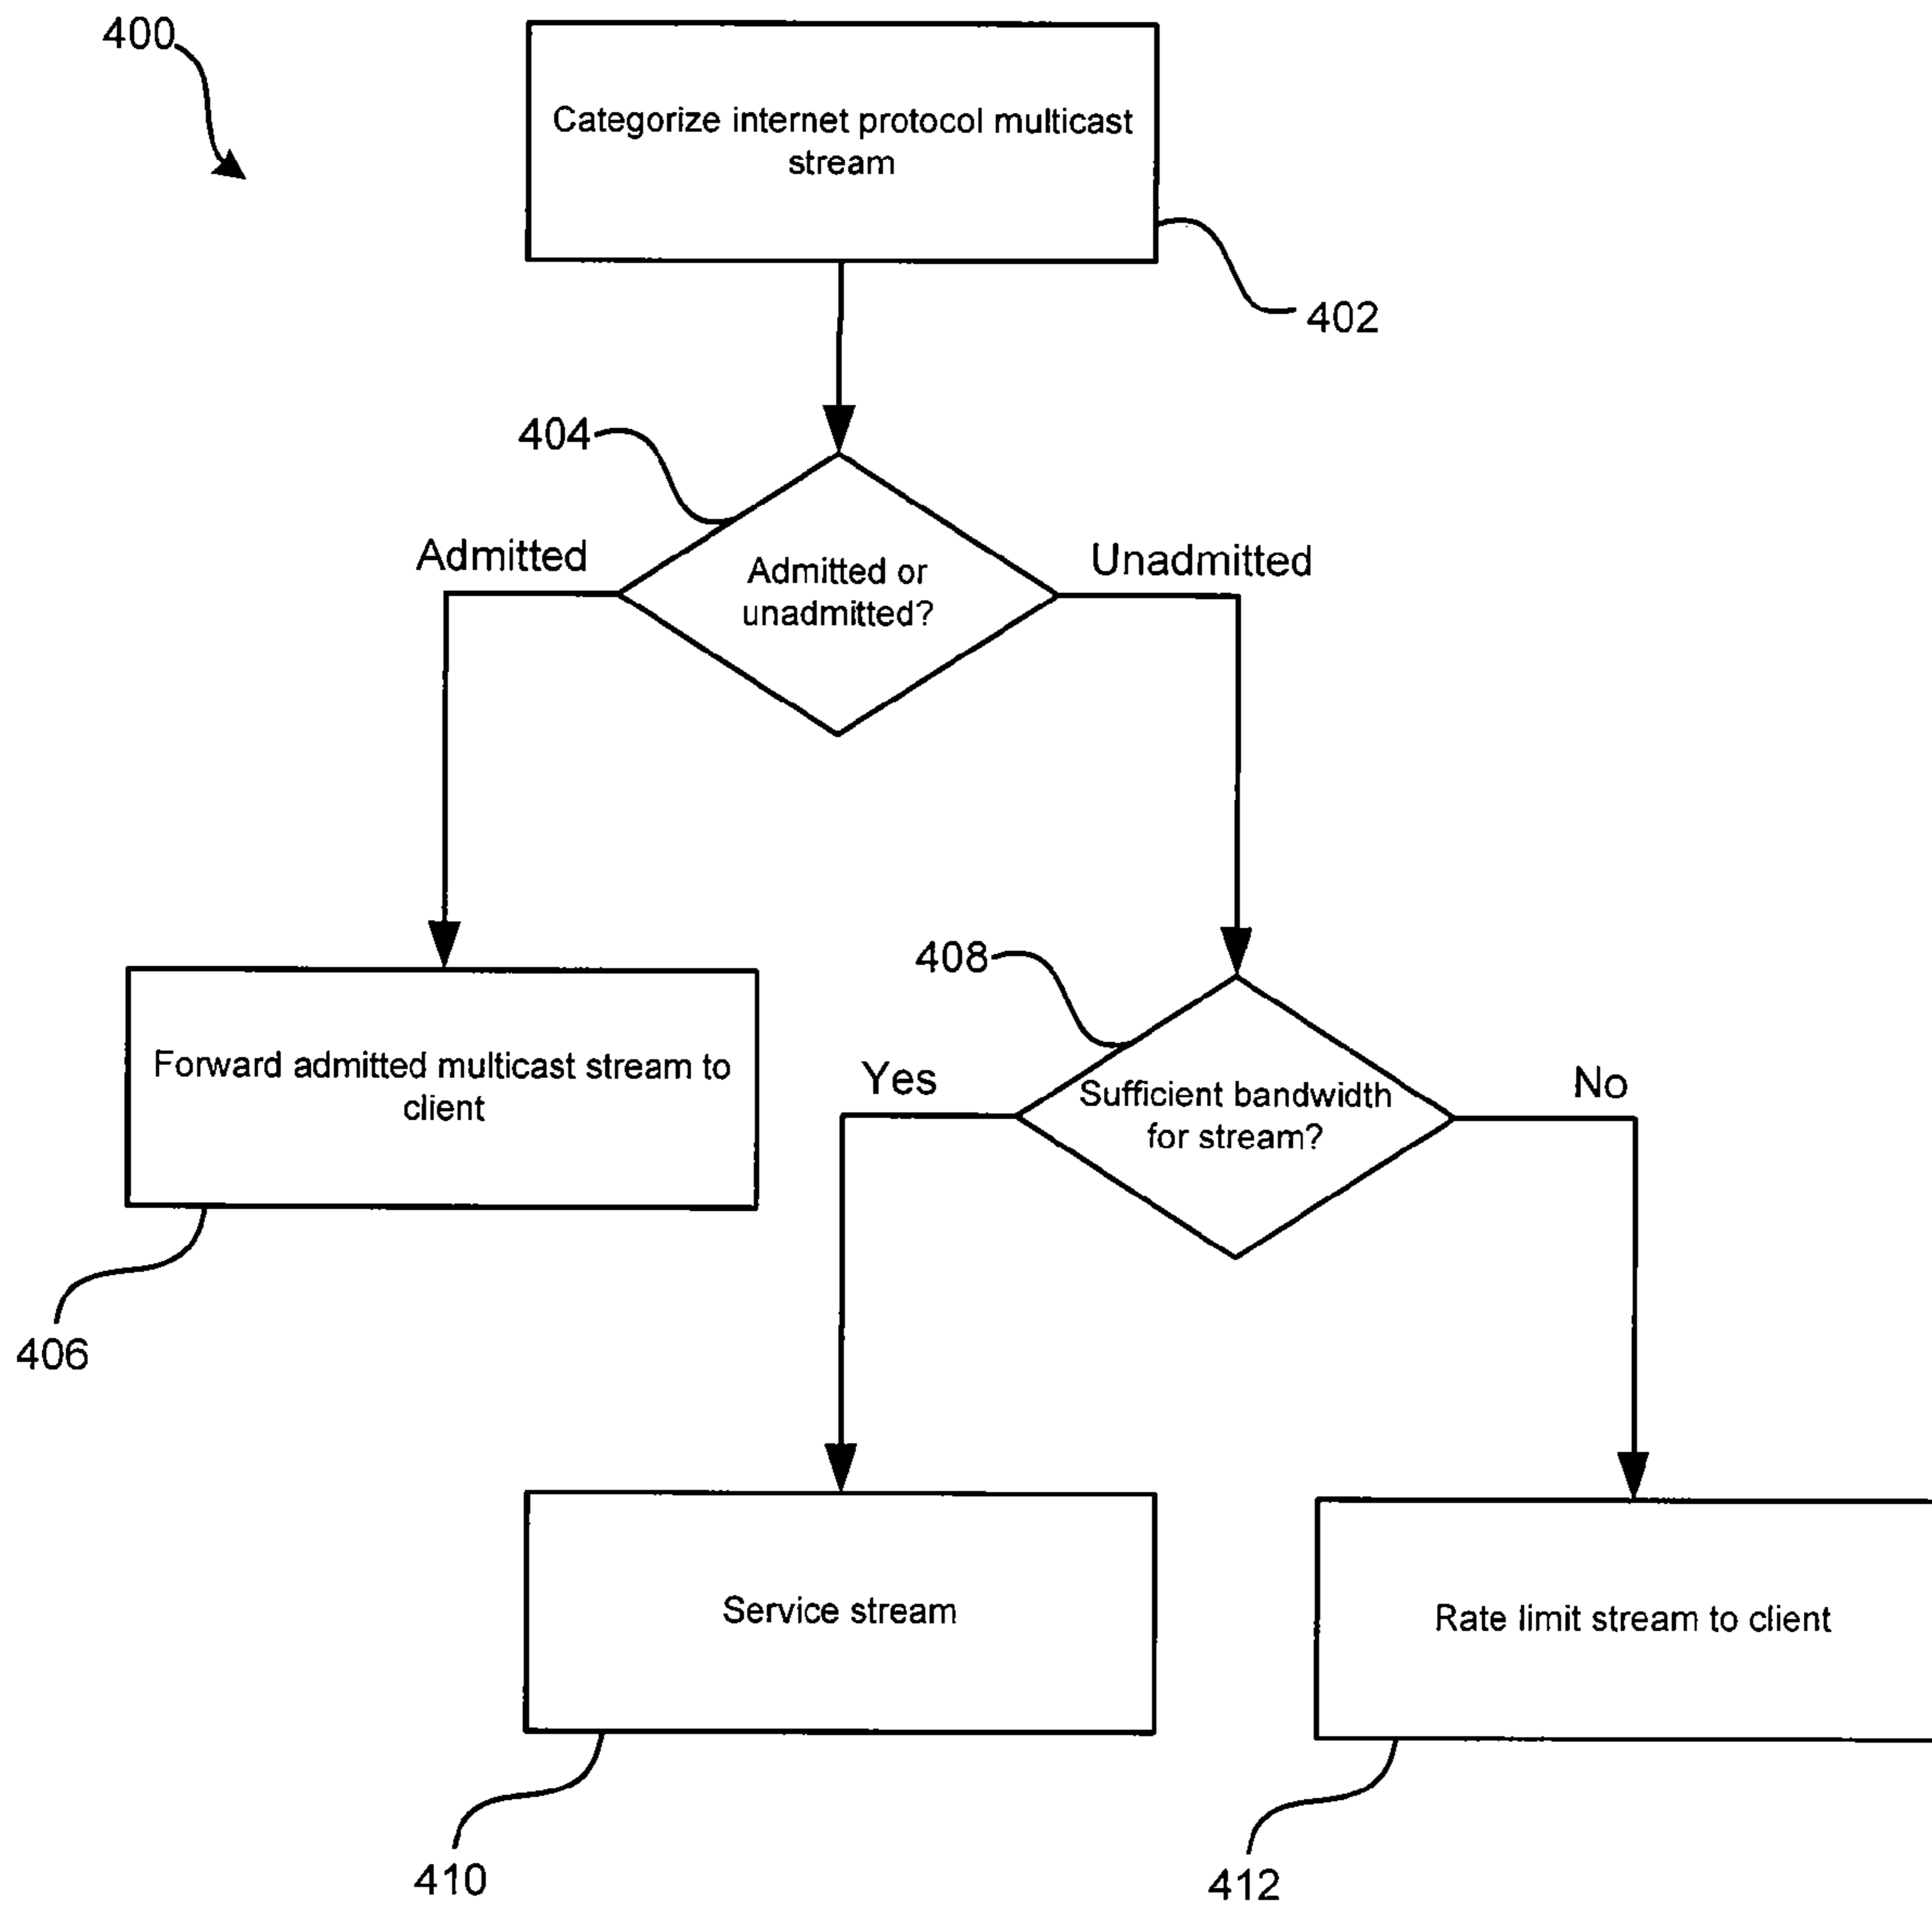 400
Categorize internet protocol multicast
stream
402
404
Admitted
Unadmitted
Admitted or
unadmitted?
408
Forward admitted multicast stream to
client
Yes
No
Sufficient bandwidth
for stream?
406
Service stream
Rate limit stream to client
410
412